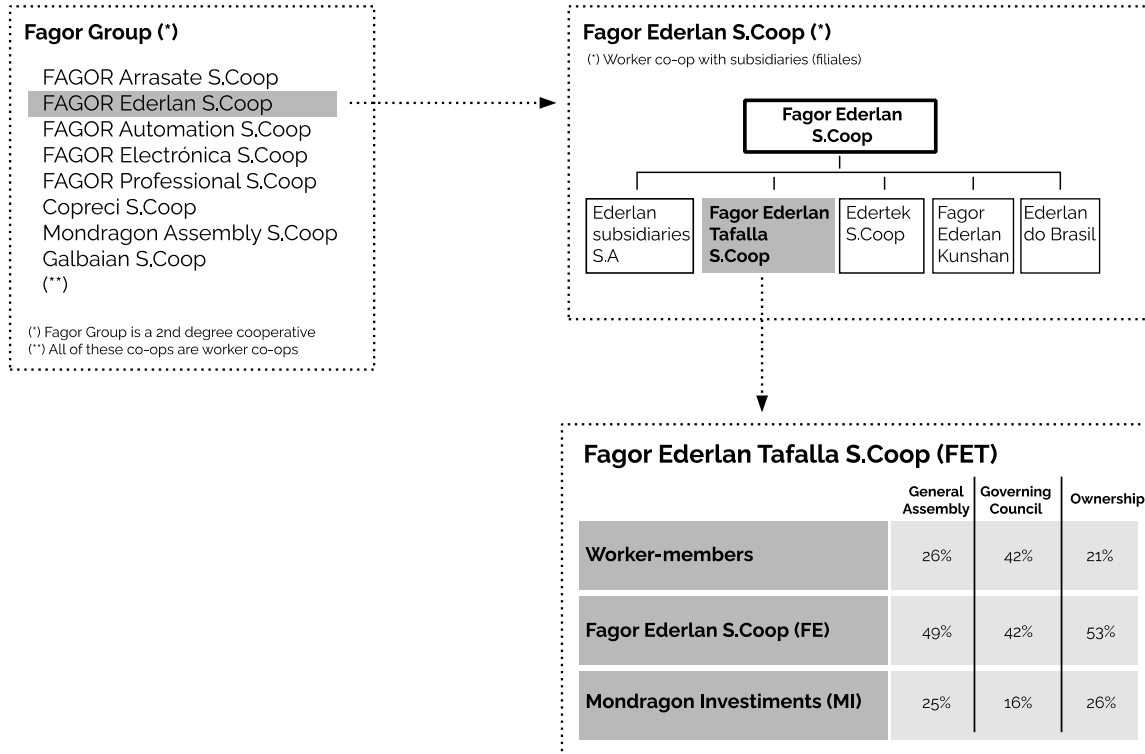 Fagor Group (*)
FAGOR Arrasate S.Coop
FAGOR Ederlan S.Coop
FAGOR Automation S.Coop
FAGOR Electrónica S.Coop
FAGOR Professional S.Coop
Copreci S.Coop
Mondragon Assembly S.Coop
Galbaian S.Coop
(**)
(*) Fagor Group is a 2nd degree cooperative
(**) All of these co-ops are worker co-ops
Fagor Ederlan S.Coop (*)
(*) Worker co-op with subsidiaries (filiales)
Fagor Ederlan
S.Coop
Ederlan
subsidiaries
S.A
Fagor Ederlan
Tafalla
S.Coop
Edertek
S.Coop
Fagor
Ederlan
Kunshan
Ederlan
do Brasil
Fagor Ederlan Tafalla S.Coop (FET)
General
Assembly
Governing
Council
Ownership
Worker-members 26% 42% 21%
Fagor Ederlan S.Coop (FE) 49% 42% 53%
Mondragon Investiments (MI) 25% 16% 26%